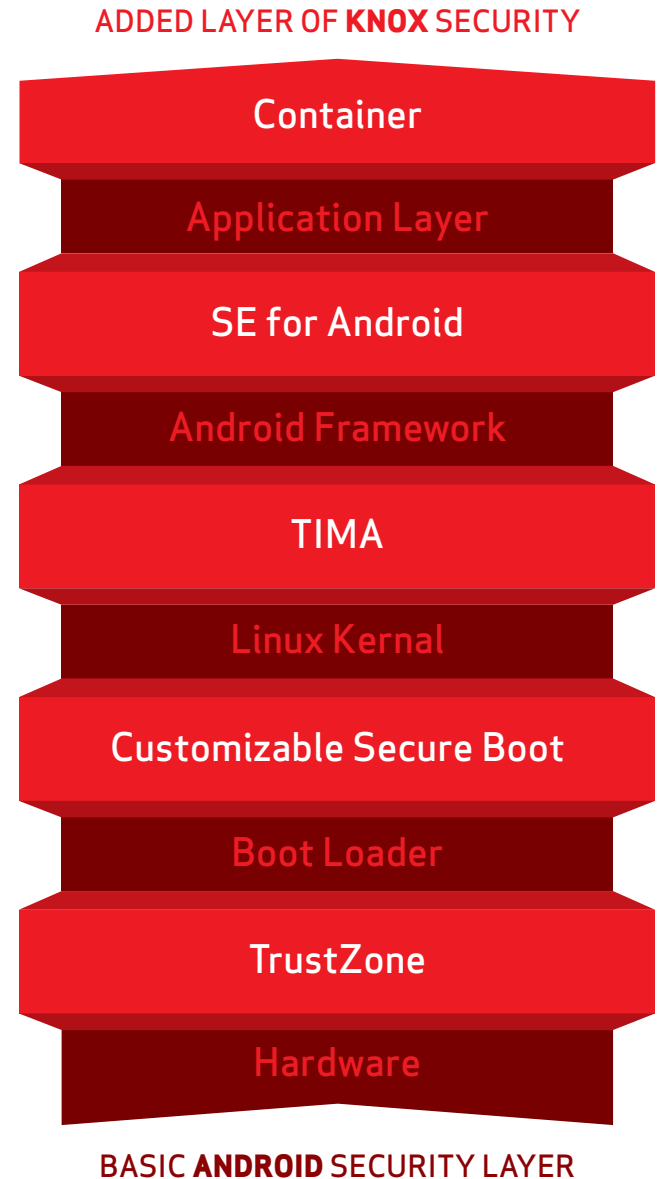 ADDED LAYER OF KNOX SECURITY
Container
Application Layer
SE for Android
Android Framework
TIMA
Linux Kernal
Customizable Secure Boot
Boot Loader
TrustZone
Hardware
BASIC ANDROID SECURITY LAYER